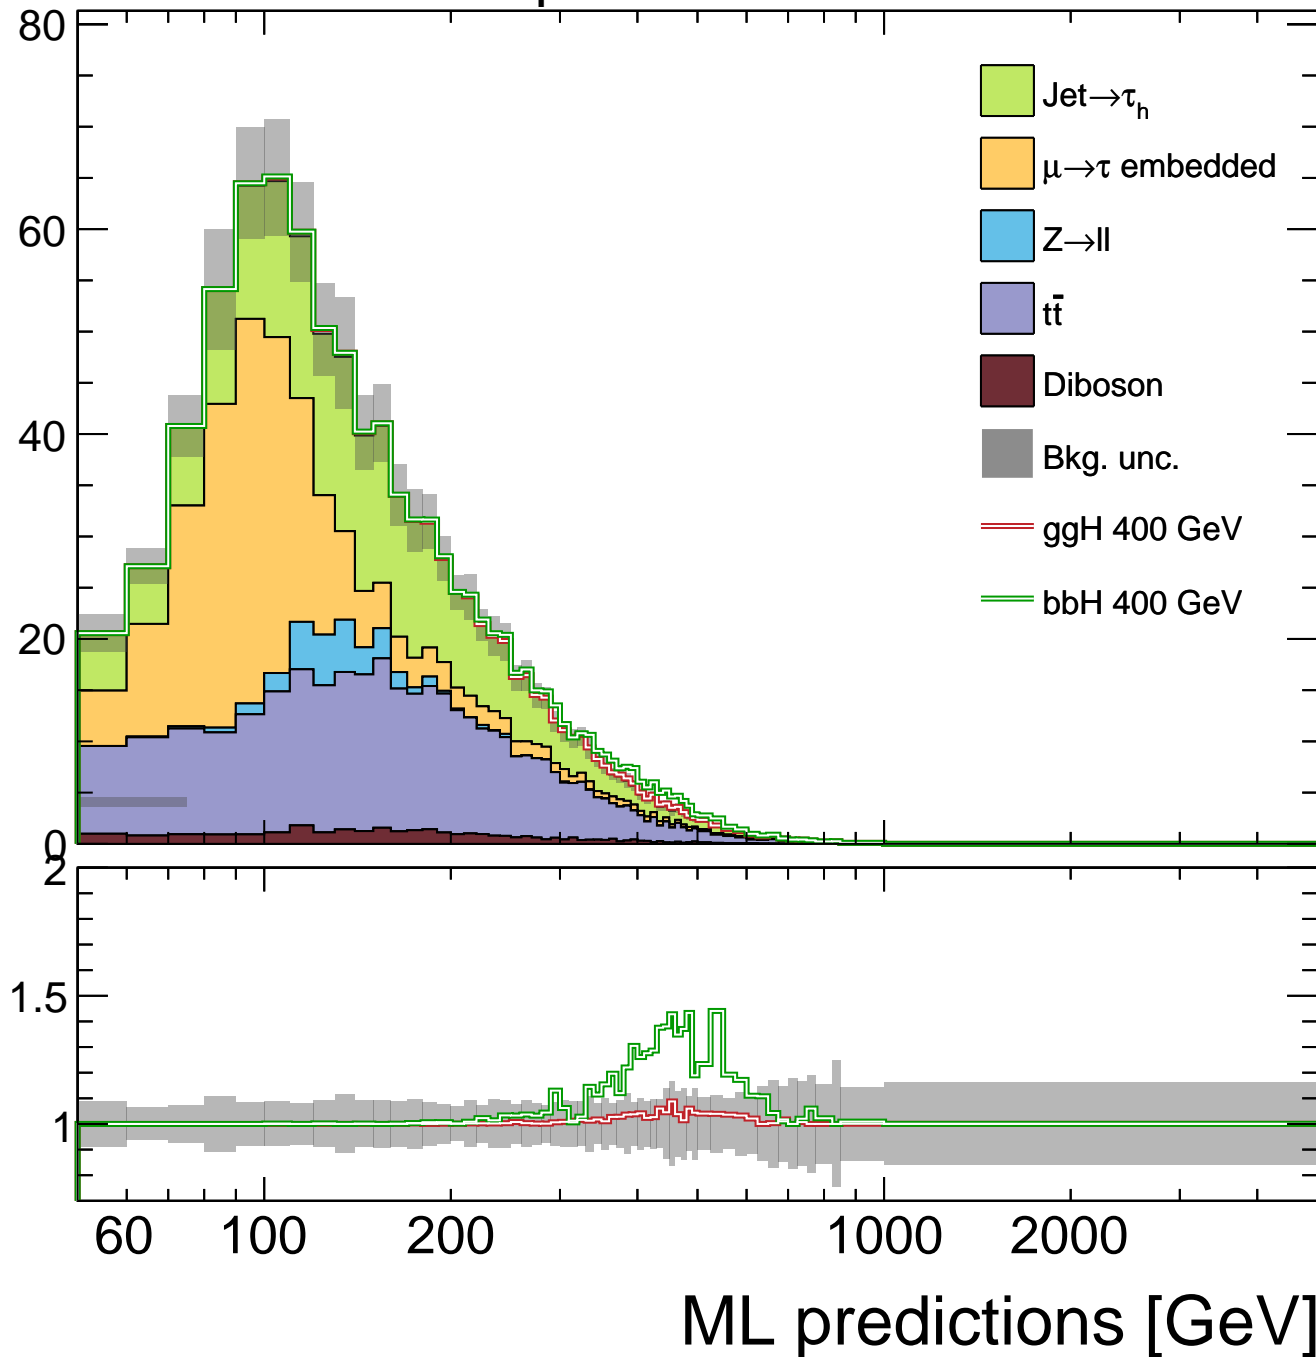 80
60
40
20
0
Jet→τh
μ→τ embedded
Z→ll
tt̄
Diboson
Bkg. unc.
ggH 400 GeV
bbH 400 GeV
2
1.5
1
60 100 200 1000 2000
ML predictions [GeV]